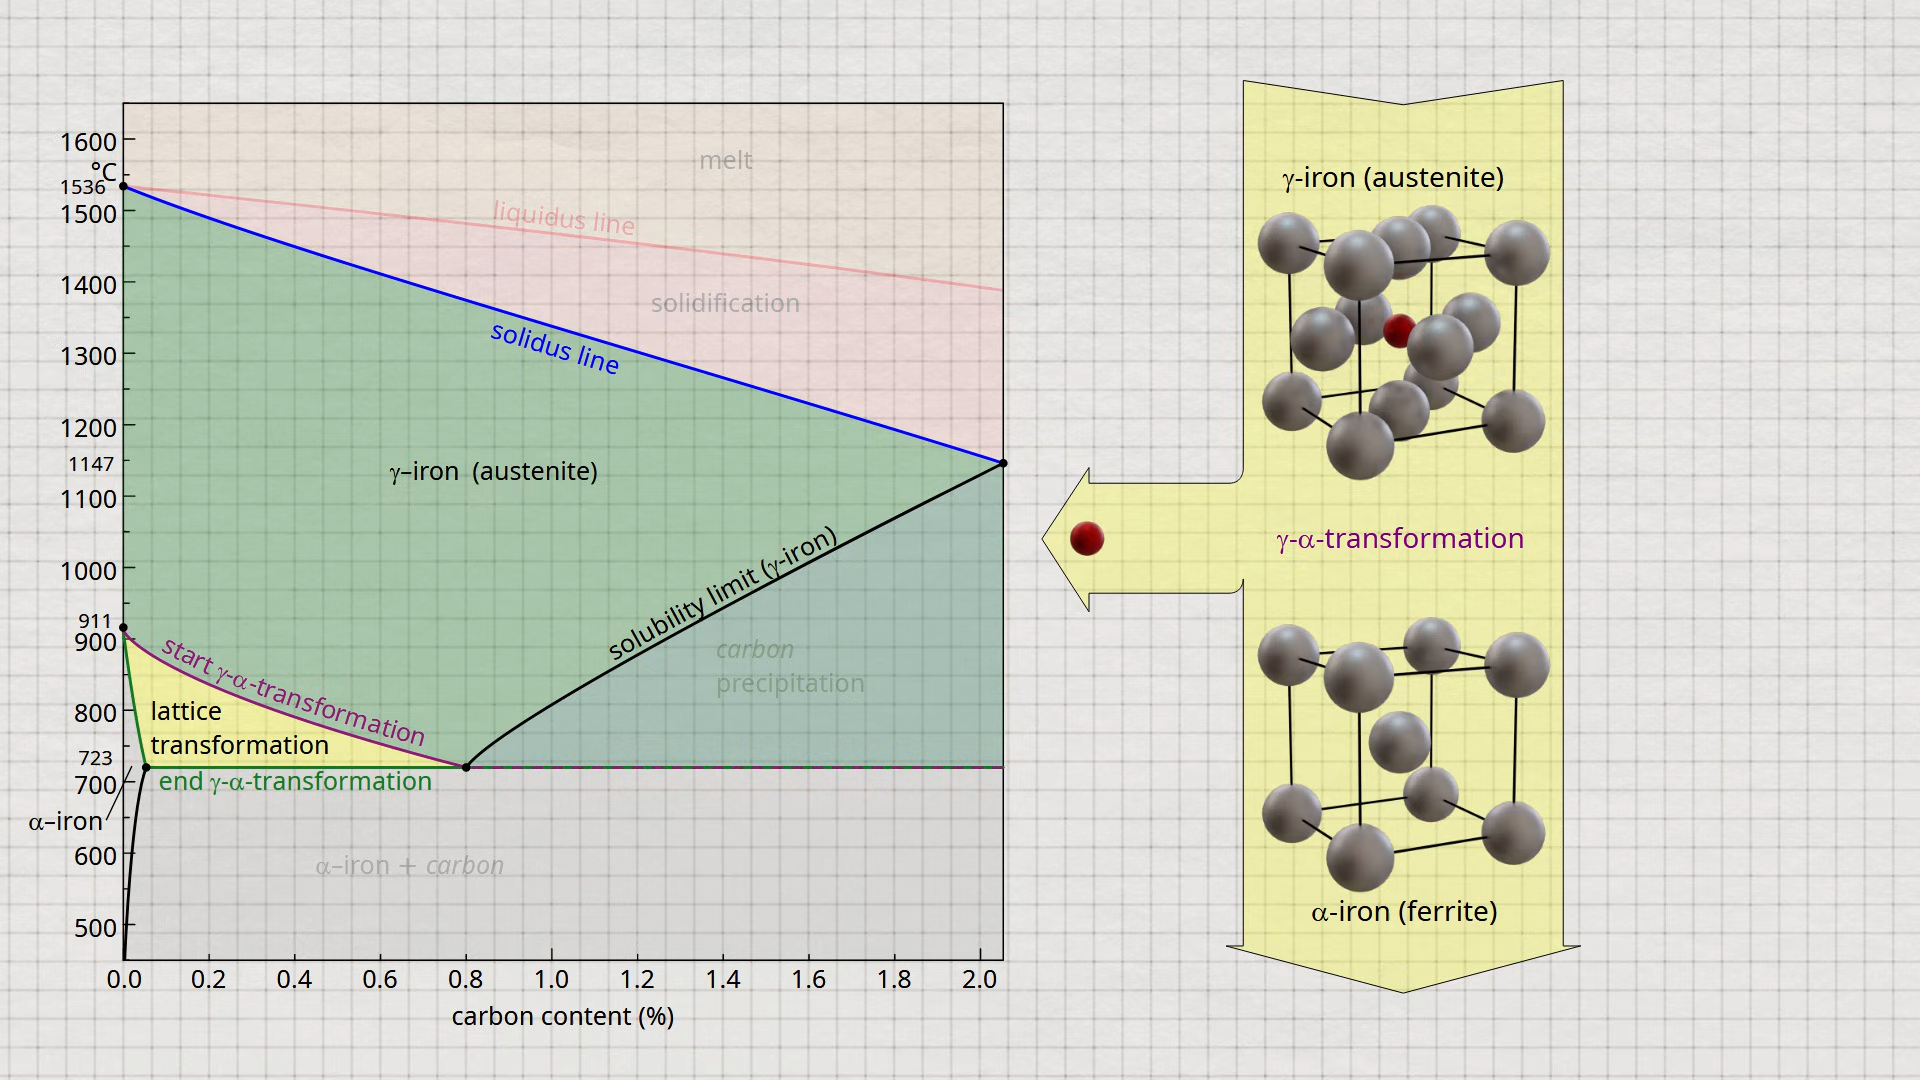 1600
°C
1536
1500
1400
1300
1200
1147
1100
1000
911
900
800
723
700
α–iron
600
500
0.0 0.2 0.4 0.6 0.8 1.0 1.2 1.4 1.6 1.8 2.0
carbon content (%)
melt
liquidus line
solidification
solidus line
γ–iron (austenite)
solubility limit (γ-iron)
carbon
precipitation
start γ-α-transformation
lattice
transformation
end γ-α-transformation
α–iron + carbon
γ-iron (austenite)
γ-α-transformation
α-iron (ferrite)